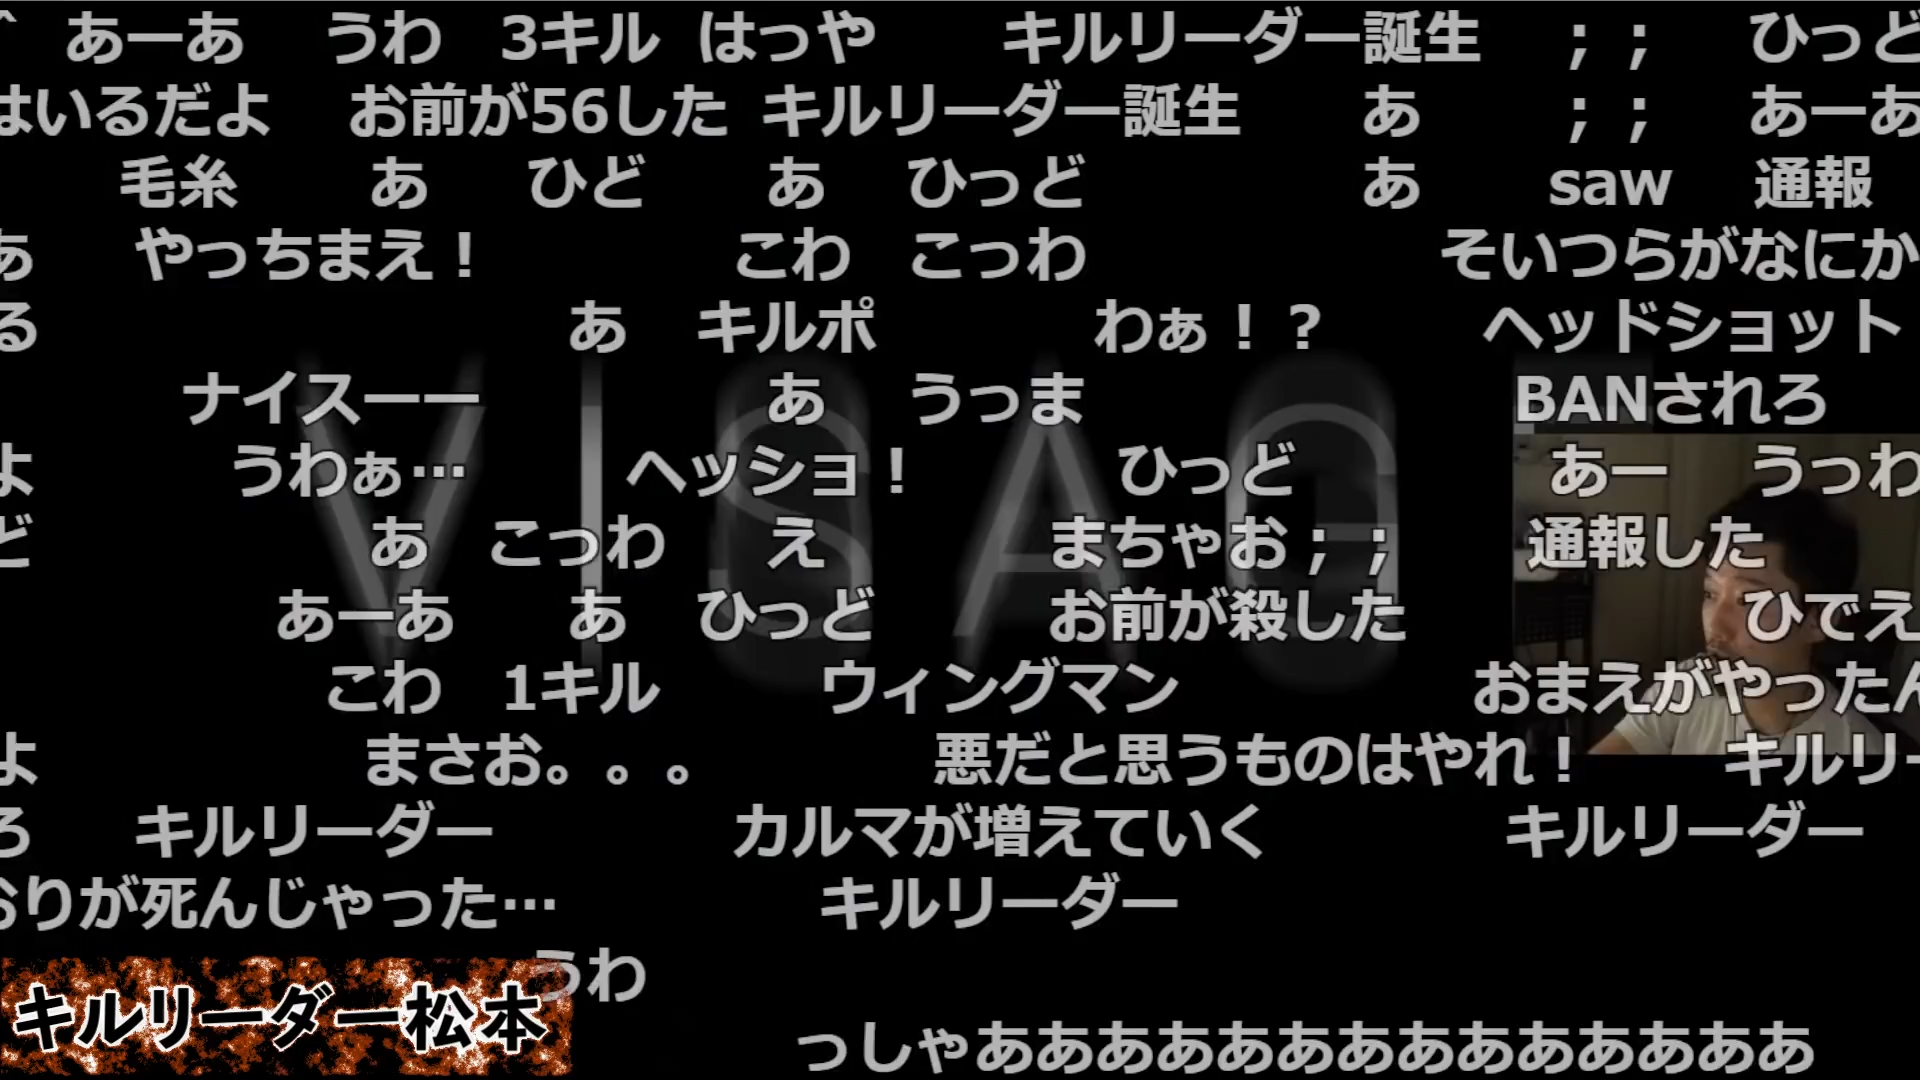 あーあ うわ 3キル はっや キルリーダー誕生 ；； ひっど
はいるだよ お前が56した キルリーダー誕生 あ ；； あーあ
毛糸 あ ひど あ ひっど あ saw 通報
あ やっちまえ！ こわ こっわ そいつらがなにか
る あ キルポ わぁ！？ ヘッドショット
ナイスーー あ うっま BANされろ
VISAG
よ うわぁ… ヘッショ！ ひっど あー うっわ
ど あ こっわ え まちゃお；； 通報した
あーあ あ ひっど お前が殺した ひでえ
こわ 1キル ウィングマン おまえがやったん
よ まさお。。。 悪だと思うものはやれ！ キルリー
ろ キルリーダー カルマが増えていく キルリーダー
おりが死んじゃった… キルリーダー
うわ
キルリーダー松本
っしゃああああああああああああああ